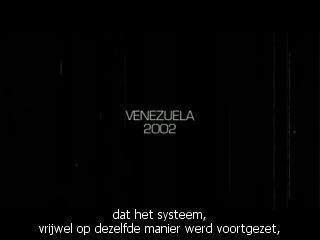 VENEZUELA
2002
dat het systeem,
vrijwel op dezelfde manier werd voortgezet,